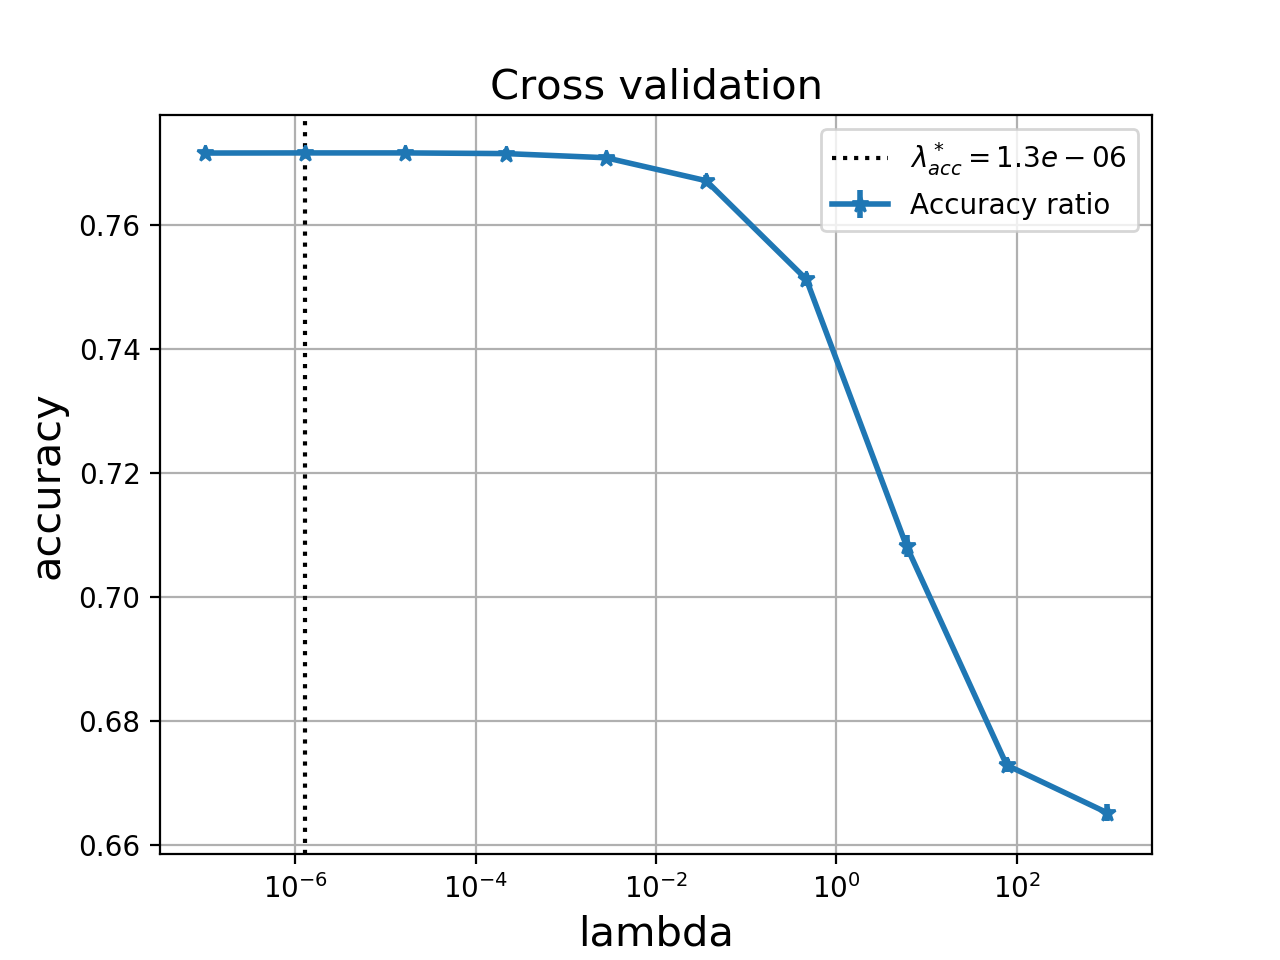 Cross validation
λ*acc = 1.3e − 06
Accuracy ratio
accuracy
0.76
0.74
0.72
0.70
0.68
0.66
10⁻⁶ 10⁻⁴ 10⁻² 10⁰ 10²
lambda